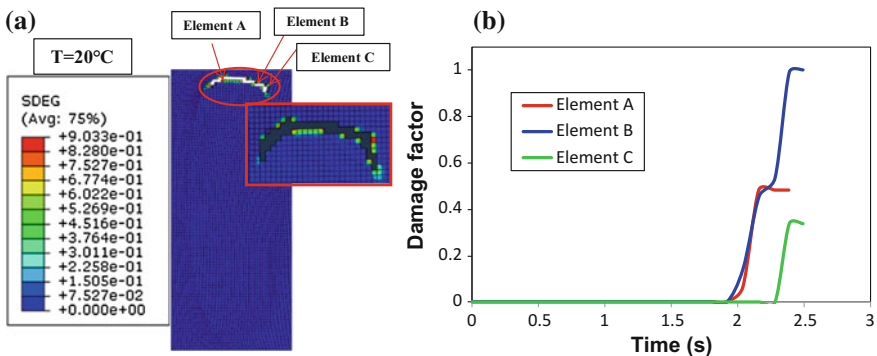 (a)
Element A
Element B
Element C
T=20°C
SDEG
(Avg: 75%)
+9.033e-01
+8.280e-01
+7.527e-01
+6.774e-01
+6.022e-01
+5.269e-01
+4.516e-01
+3.764e-01
+3.011e-01
+2.258e-01
+1.505e-01
+7.527e-02
+0.000e+00
(b)
Damage factor
1
0.8
0.6
0.4
0.2
0
Element A
Element B
Element C
0 0.5 1 1.5 2 2.5 3
Time (s)